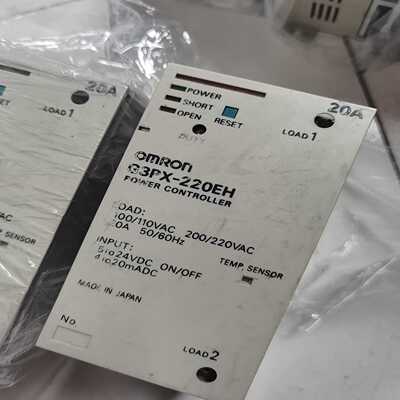 20A
LOAD 1
POWER
SHORT
OPEN
RESET
DUTY
LOAD 1
20A
OMRON
G3PX-220EH
POWER CONTROLLER
LOAD:
100/110VAC 200/220VAC
20A 50/60Hz
INPUT:
5to24VDC ON/OFF
4to20mADC
TEMP SENSOR
MADE IN JAPAN
No.
LOAD 2